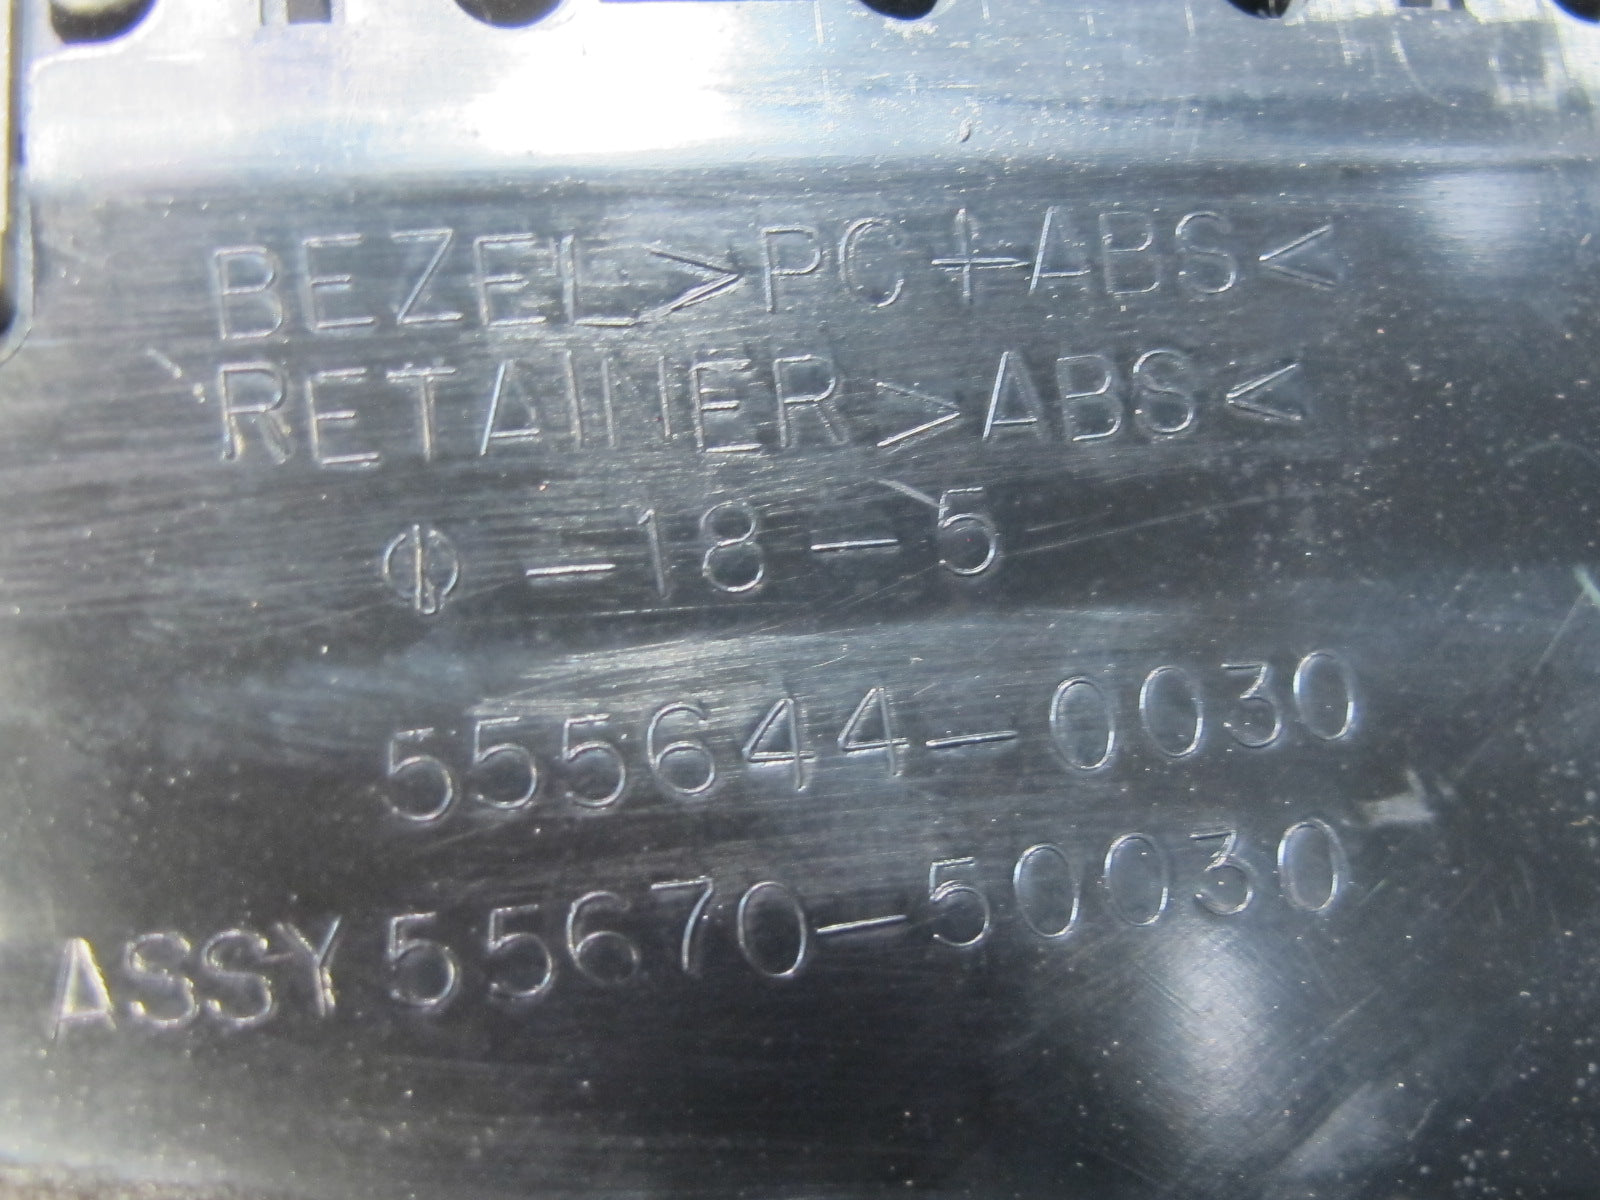 BEZEL>PC+ABS<
RETAINER>ABS<
-18-5
555644-0030
ASSY 55670-50030